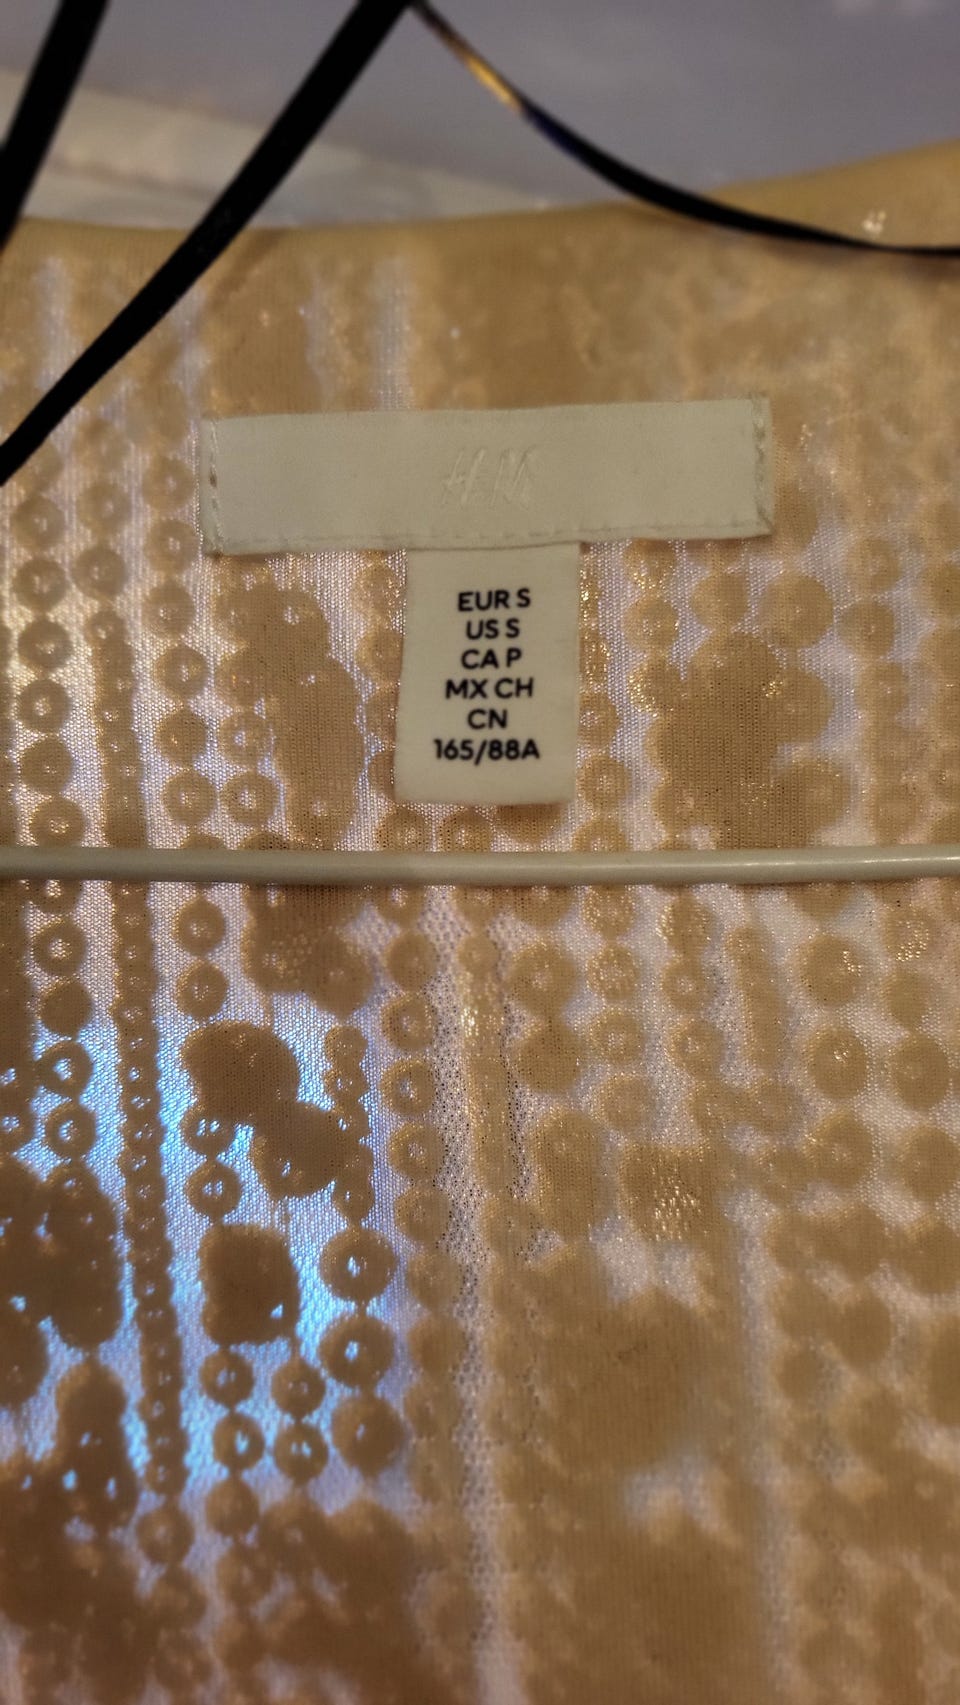 H&M
EUR S
US S
CA P
MX CH
CN
165/88A